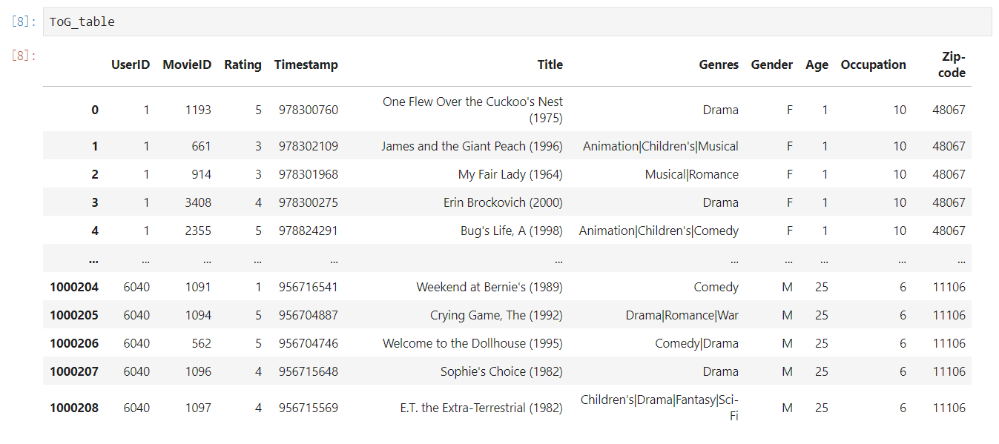 [8]: ToG_table
[8]:
UserID MovieID Rating Timestamp Title Genres Gender Age Occupation Zip-
code
0 1 1193 5 978300760 One Flew Over the Cuckoo's Nest
(1975) Drama F 1 10 48067
1 1 661 3 978302109 James and the Giant Peach (1996) Animation|Children's|Musical F 1 10 48067
2 1 914 3 978301968 My Fair Lady (1964) Musical|Romance F 1 10 48067
3 1 3408 4 978300275 Erin Brockovich (2000) Drama F 1 10 48067
4 1 2355 5 978824291 Bug's Life, A (1998) Animation|Children's|Comedy F 1 10 48067
... ... ... ... ... ... ... ... ... ... ...
1000204 6040 1091 1 956716541 Weekend at Bernie's (1989) Comedy M 25 6 11106
1000205 6040 1094 5 956704887 Crying Game, The (1992) Drama|Romance|War M 25 6 11106
1000206 6040 562 5 956704746 Welcome to the Dollhouse (1995) Comedy|Drama M 25 6 11106
1000207 6040 1096 4 956715648 Sophie's Choice (1982) Drama M 25 6 11106
1000208 6040 1097 4 956715569 E.T. the Extra-Terrestrial (1982) Children's|Drama|Fantasy|Sci-
Fi M 25 6 11106